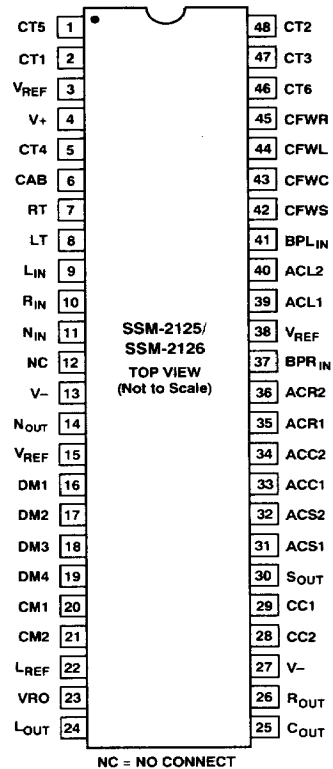 CT5 1 48 CT2
CT1 2 47 CT3
VREF 3 46 CT6
V+ 4 45 CFWR
CT4 5 44 CFWL
CAB 6 43 CFWC
RT 7 42 CFWS
LT 8 41 BPLIN
LIN 9 40 ACL2
RIN 10 39 ACL1
NIN 11 38 VREF
NC 12 37 BPRIN
V– 13 36 ACR2
NOUT 14 35 ACR1
VREF 15 34 ACC2
DM1 16 33 ACC1
DM2 17 32 ACS2
DM3 18 31 ACS1
DM4 19 30 SOUT
CM1 20 29 CC1
CM2 21 28 CC2
LREF 22 27 V–
VRO 23 26 ROUT
LOUT 24 25 COUT
SSM-2125/
SSM-2126
TOP VIEW
(Not to Scale)
NC = NO CONNECT